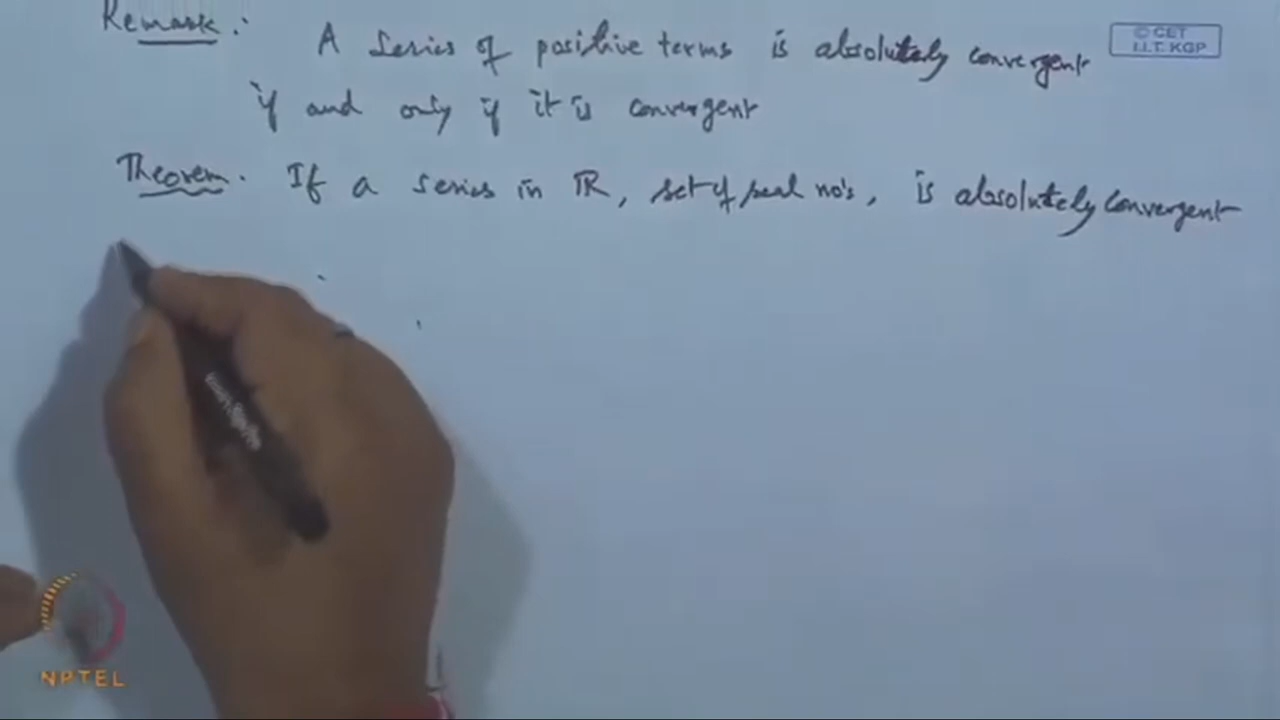 Remark :
© CET
I.I.T. KGP
A Series of positive terms is absolutely convergent
if and only if it is convergent
Theorem. If a series in IR, set of real no's, is absolutely convergent
NPTEL